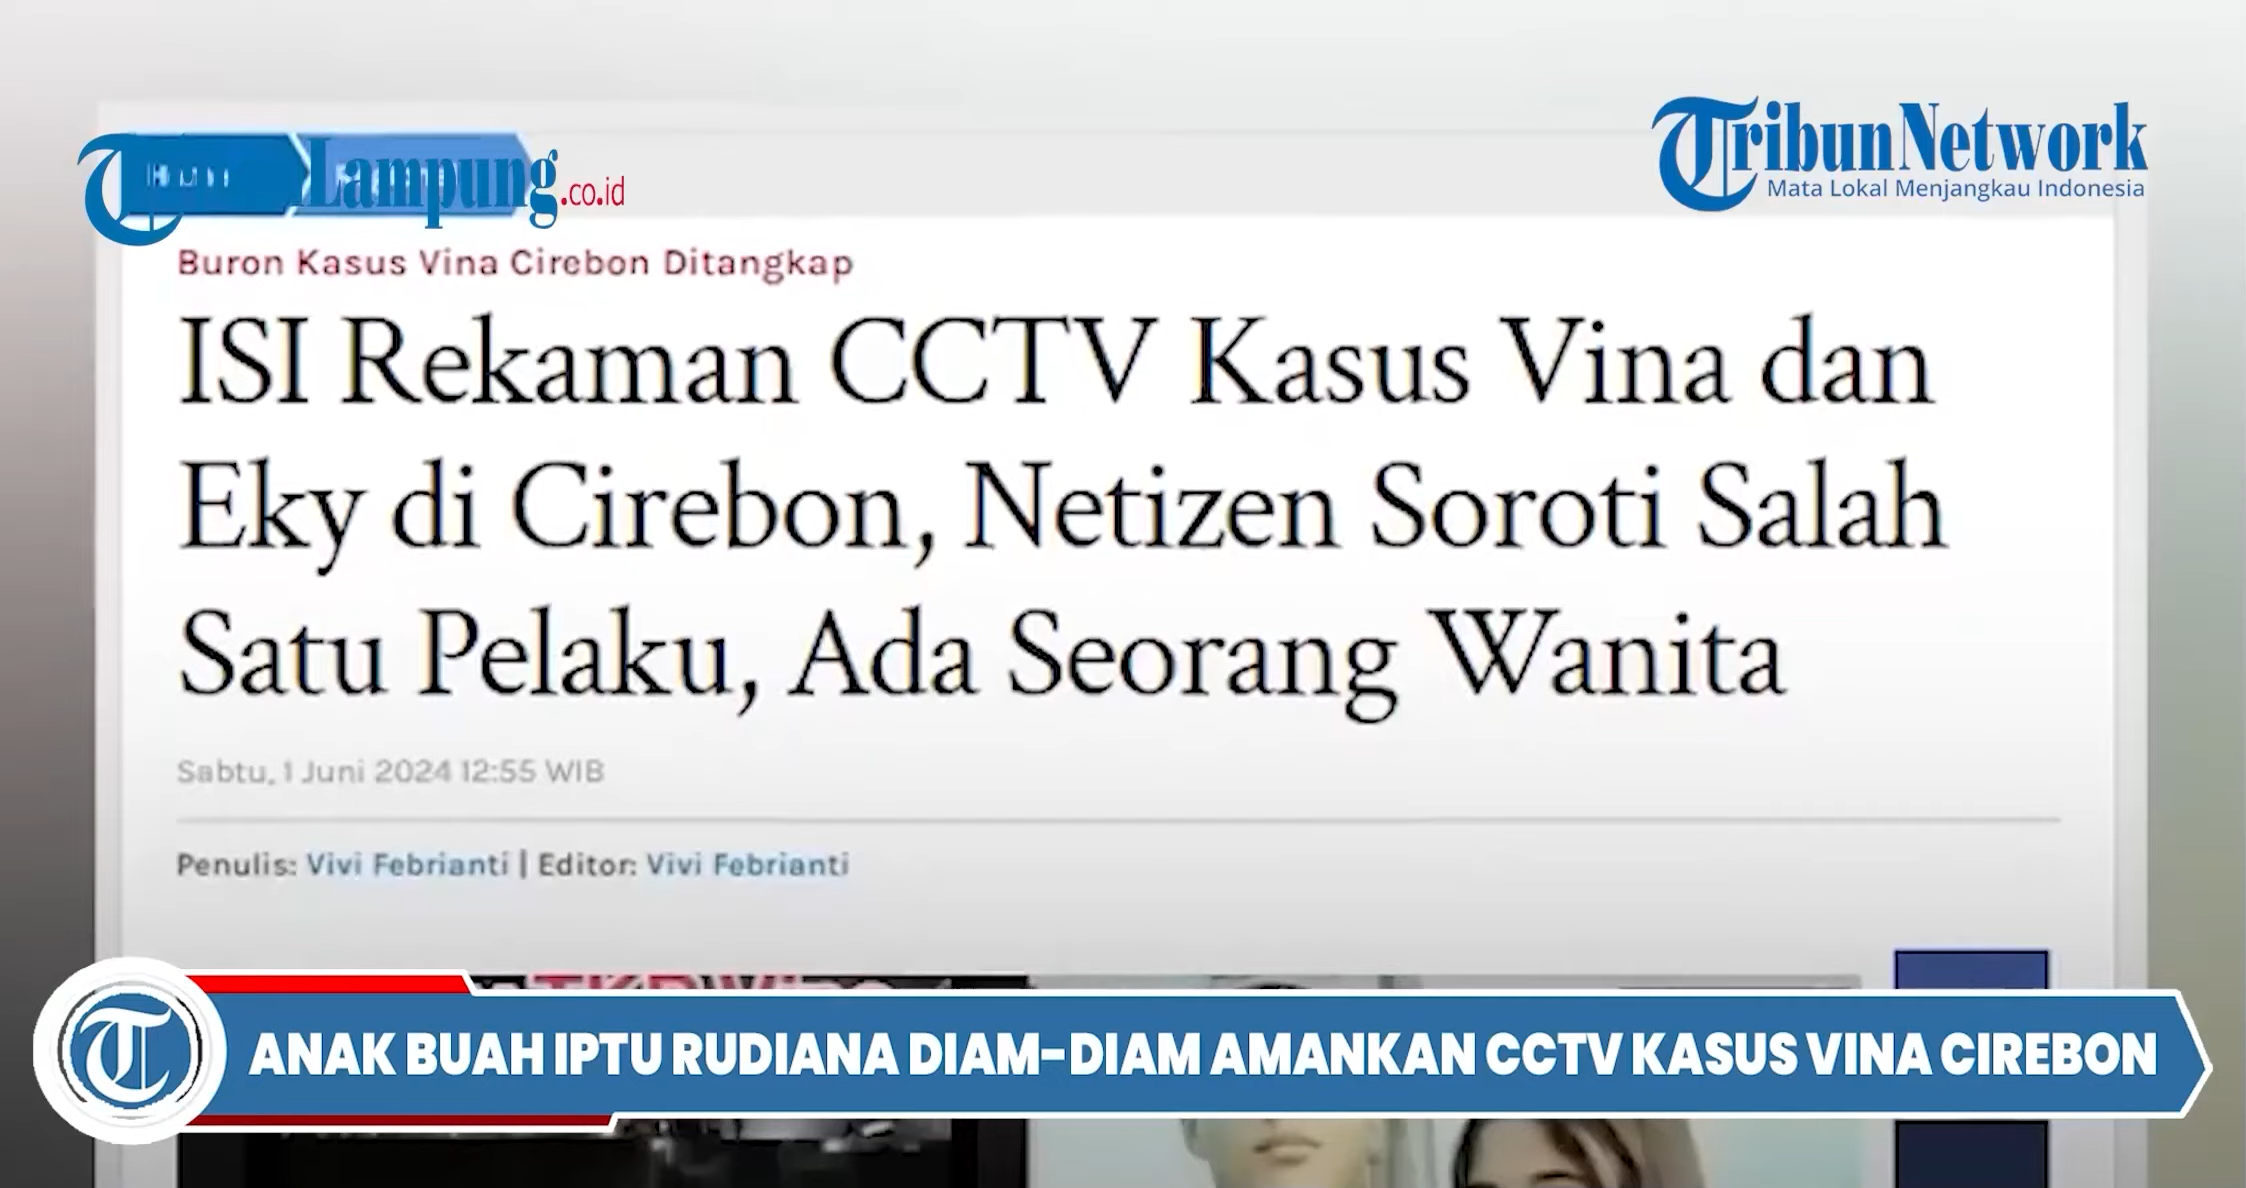 Lampung.co.id
TribunNetwork
Mata Lokal Menjangkau Indonesia
Buron Kasus Vina Cirebon Ditangkap
ISI Rekaman CCTV Kasus Vina dan
Eky di Cirebon, Netizen Soroti Salah
Satu Pelaku, Ada Seorang Wanita
Sabtu, 1 Juni 2024 12:55 WIB
Penulis: Vivi Febrianti | Editor: Vivi Febrianti
ANAK BUAH IPTU RUDIANA DIAM-DIAM AMANKAN CCTV KASUS VINA CIREBON